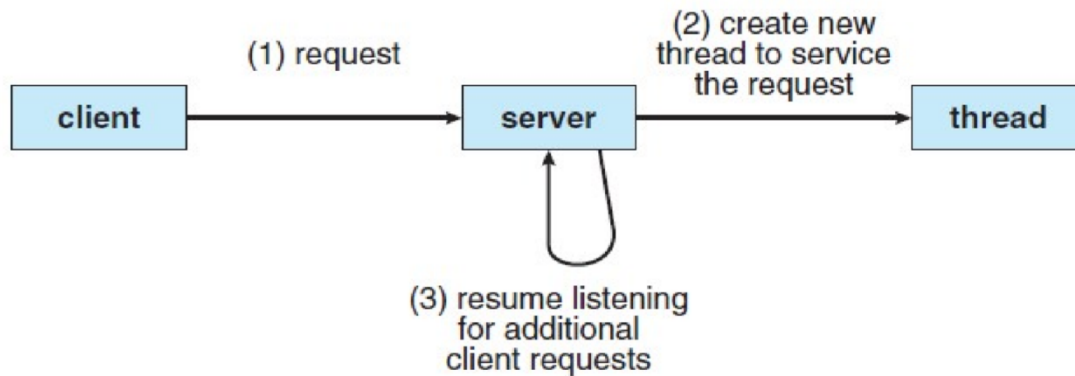 (1) request
(2) create new
thread to service
the request
client
server
thread
(3) resume listening
for additional
client requests